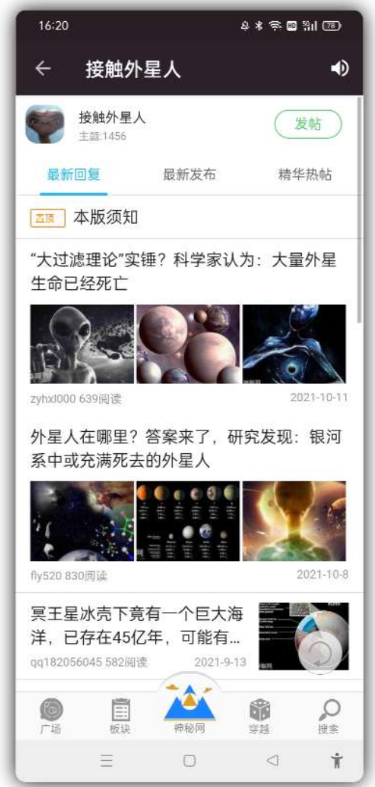 16:20
78
接触外星人
接触外星人
主题:1456
发帖
最新回复
最新发布
精华热帖
置顶 本版须知
“大过滤理论”实锤？科学家认为：大量外星
生命已经死亡
zyhxl000 639阅读
2021-10-11
外星人在哪里？答案来了，研究发现：银河
系中或充满死去的外星人
fly520 830阅读
2021-10-8
冥王星冰壳下竟有一个巨大海
洋，已存在45亿年，可能有...
qq182056045 582阅读
2021-9-13
广场
板块
神秘网
穿越
搜索